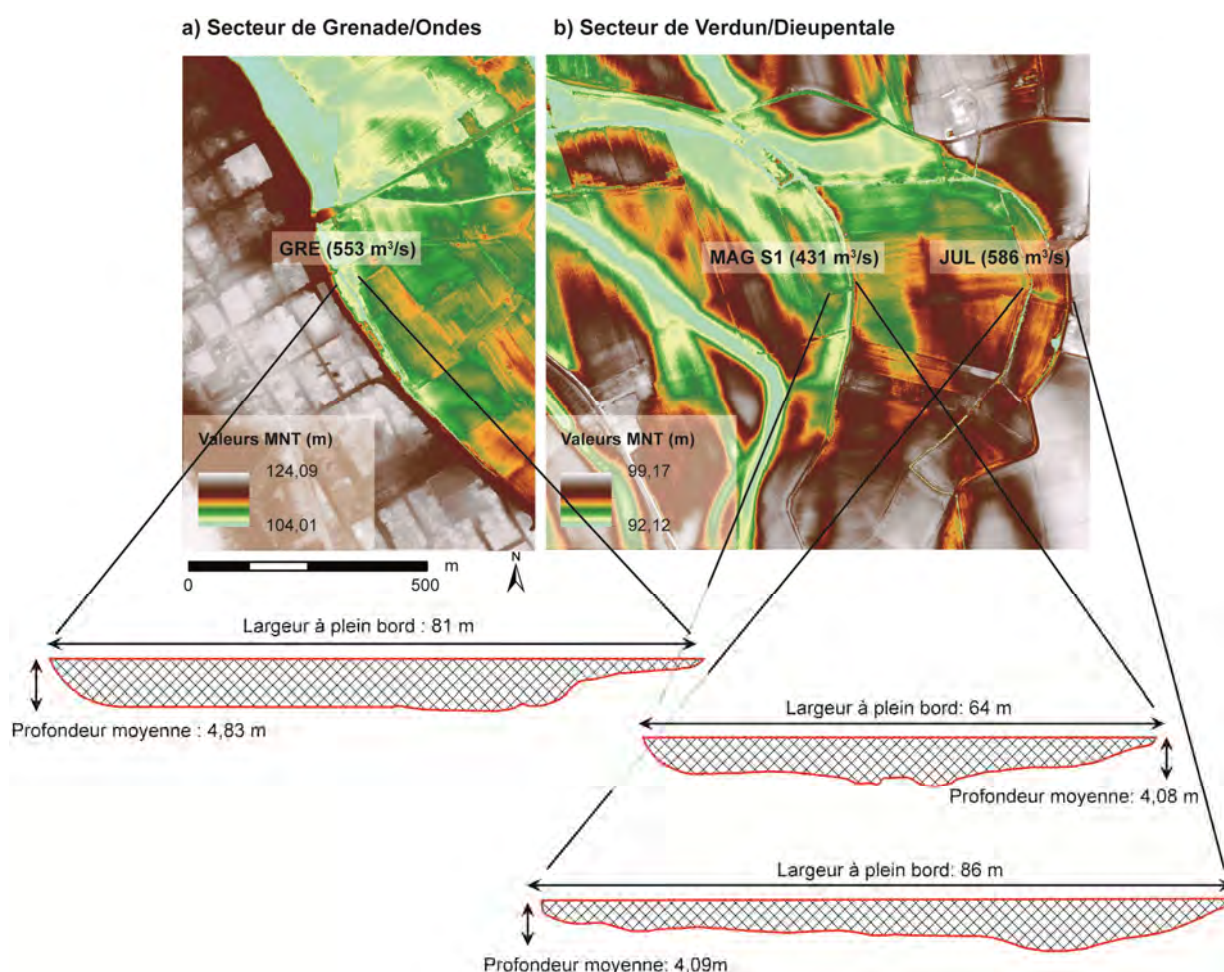 a) Secteur de Grenade/Ondes
b) Secteur de Verdun/Dieupentale
GRE (553 m³/s)
MAG S1 (431 m³/s)
JUL (586 m³/s)
Valeurs MNT (m)
124,09
104,01
Valeurs MNT (m)
99,17
92,12
0
500
m
N
Largeur à plein bord : 81 m
Profondeur moyenne : 4,83 m
Largeur à plein bord: 64 m
Profondeur moyenne: 4,08 m
Largeur à plein bord: 86 m
Profondeur moyenne: 4,09m